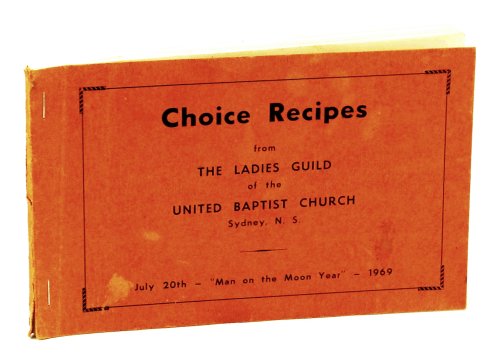 Choice Recipes
from
THE LADIES GUILD
of the
UNITED BAPTIST CHURCH
Sydney, N. S.
July 20th – "Man on the Moon Year" – 1969